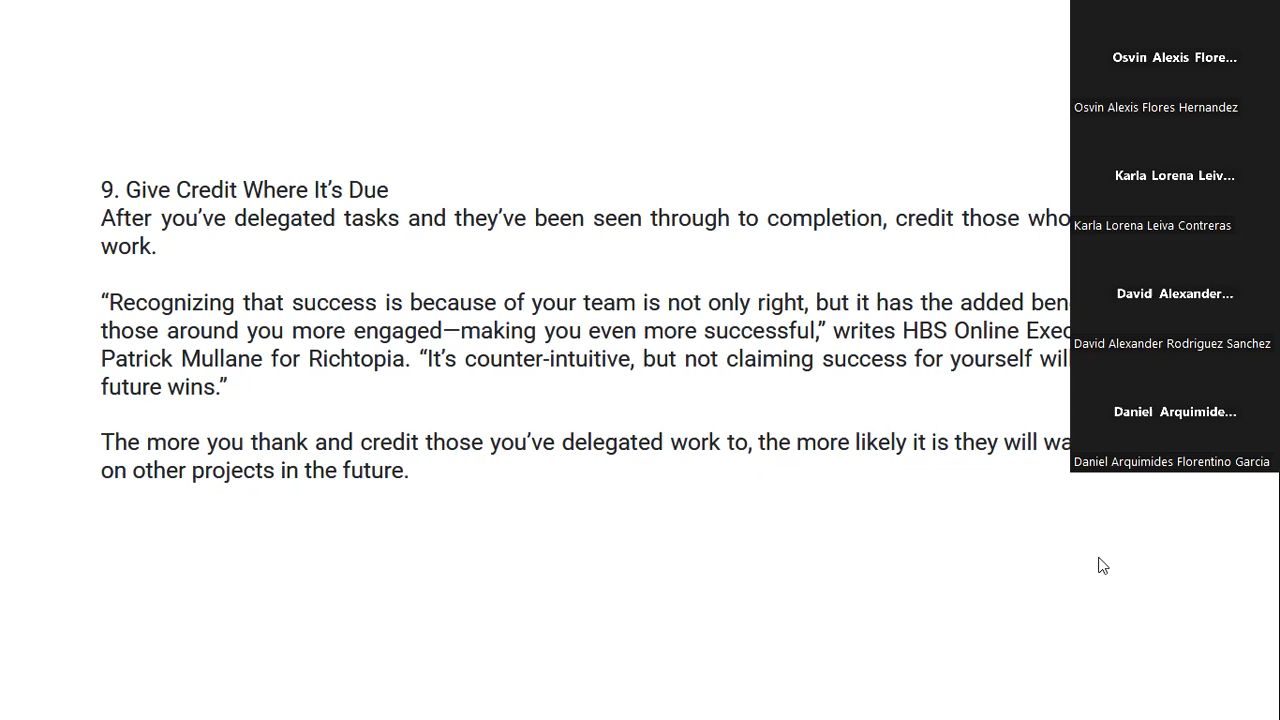 9. Give Credit Where It’s Due
After you’ve delegated tasks and they’ve been seen through to completion, credit those who
work.
“Recognizing that success is because of your team is not only right, but it has the added
those around you more engaged—making you even more successful,” writes HBS Online
Patrick Mullane for Richtopia. “It’s counter-intuitive, but not claiming success for yourself
future wins.”
The more you thank and credit those you’ve delegated work to, the more likely it is they will
on other projects in the future.
Osvin Alexis Flore...
Osvin Alexis Flores Hernandez
Karla Lorena Leiv...
Karla Lorena Leiva Contreras
David Alexander...
David Alexander Rodriguez Sanchez
Daniel Arquimide...
Daniel Arquimides Florentino Garcia